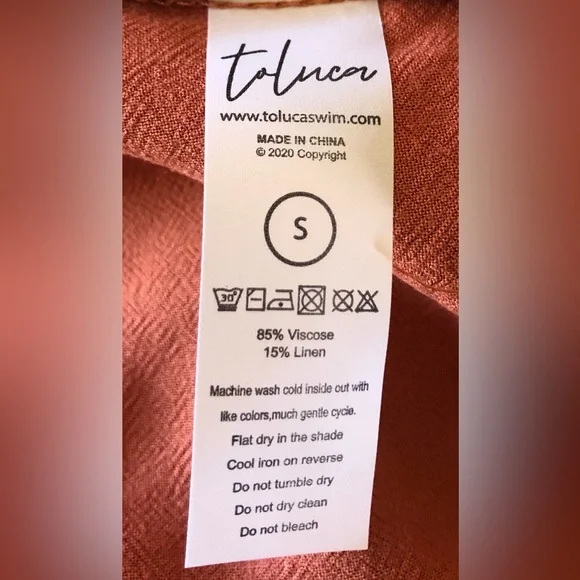 toluca
www.tolucaswim.com
MADE IN CHINA
© 2020 Copyright
S
30°
85% Viscose
15% Linen
Machine wash cold inside out with
like colors,much gentle cycle.
Flat dry in the shade
Cool iron on reverse
Do not tumble dry
Do not dry clean
Do not bleach